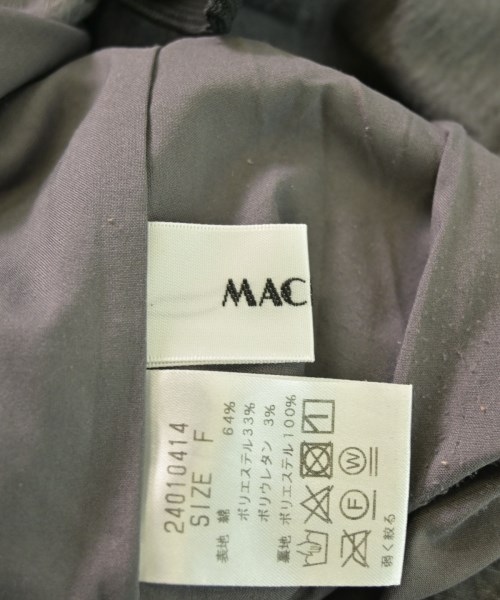 MAC
24010414
SIZE F
表地 綿 64%
ポリエステル33%
ポリウレタン 3%
裏地 ポリエステル100%
W
F
弱く絞る